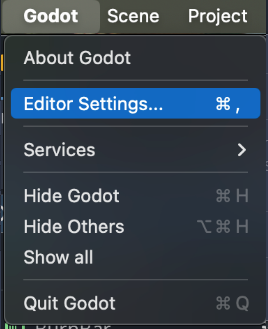 Godot Scene Project
About Godot
Editor Settings... ⌘ ,
Services
Hide Godot ⌘ H
Hide Others ⌥ ⌘ H
Show all
Quit Godot ⌘ Q